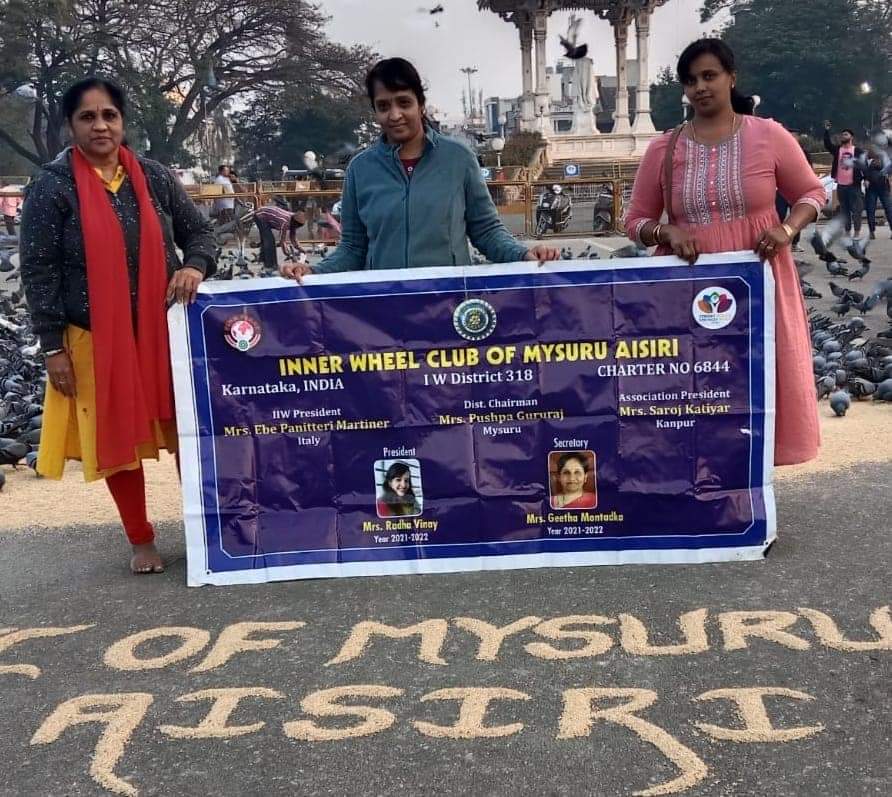 INNER WHEEL CLUB OF MYSURU AISIRI
Karnataka, INDIA
I W District 318
CHARTER NO 6844
IIW President
Mrs. Ebe Panitteri Martiner
Italy
Dist. Chairman
Mrs. Pushpa Gururaj
Mysuru
Association President
Mrs. Saroj Katiyar
Kanpur
President
Mrs. Radha Vinay
Year 2021-2022
Secretary
Mrs. Geetha Montadka
Year 2021-2022
OF MYSURU
AISIRI